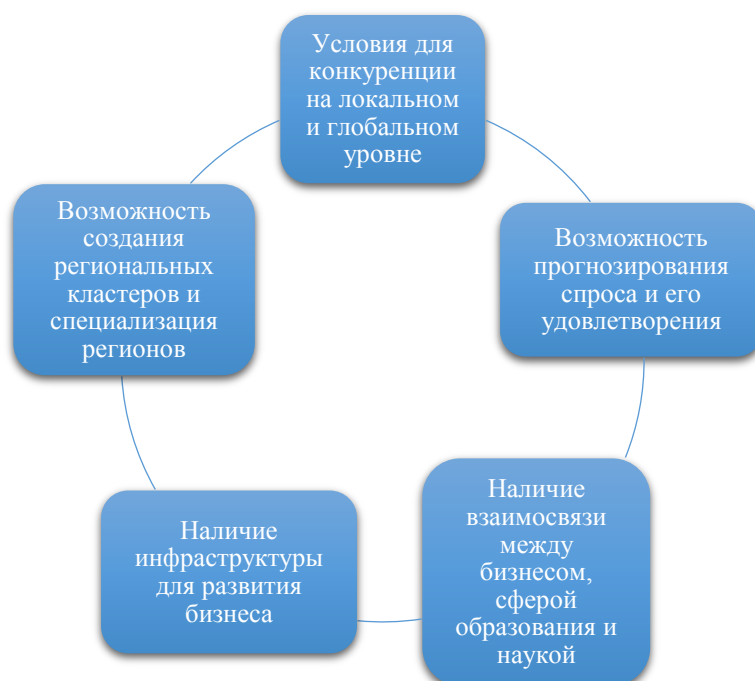 Условия для
конкуренции
на локальном
и глобальном
уровне
Возможность
прогнозирования
спроса и его
удовлетворения
Наличие
взаимосвязи
между
бизнесом,
сферой
образования и
наукой
Наличие
инфраструктуры
для развития
бизнеса
Возможность
создания
региональных
кластеров и
специализация
регионов